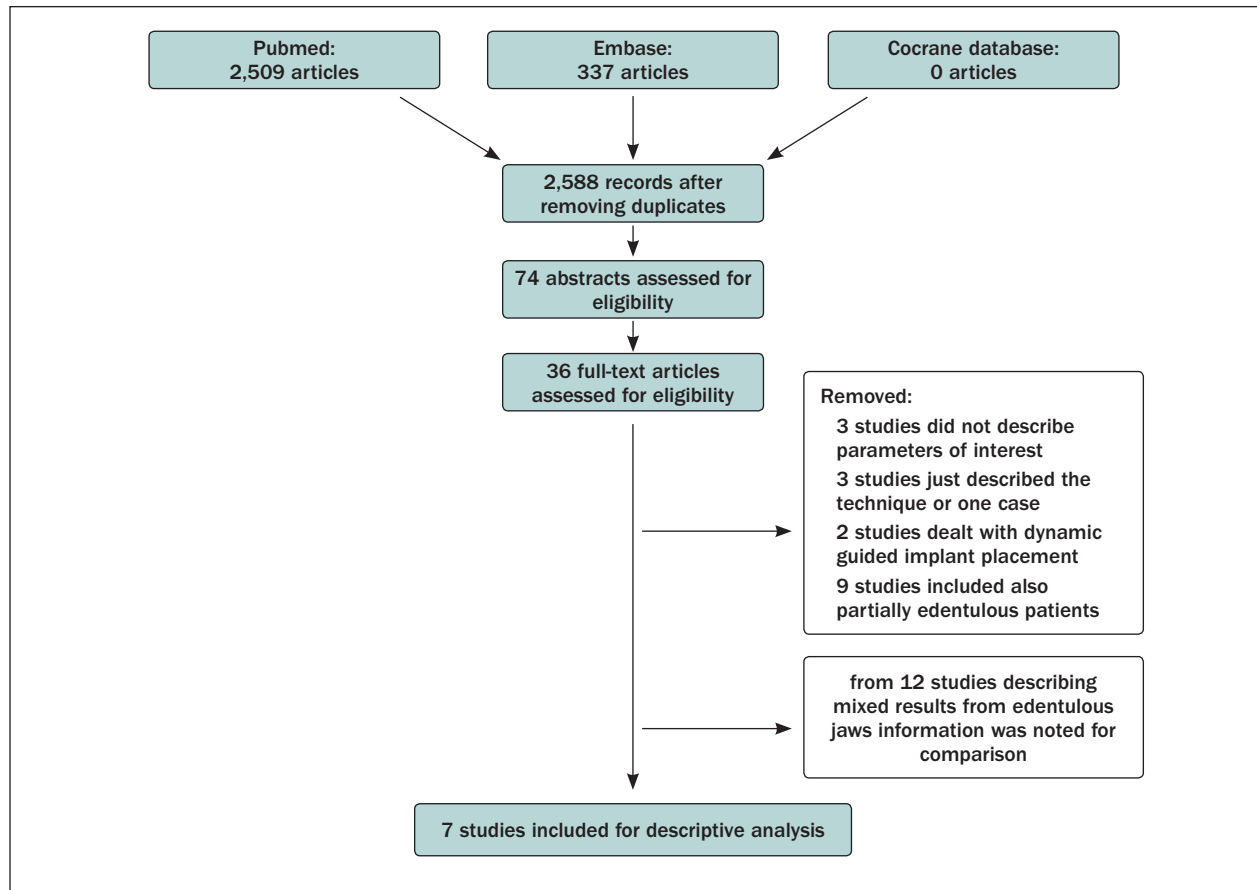 Pubmed:
2,509 articles
Embase:
337 articles
Cocrane database:
0 articles
2,588 records after
removing duplicates
74 abstracts assessed for
eligibility
36 full-text articles
assessed for eligibility
Removed:
3 studies did not describe
parameters of interest
3 studies just described the
technique or one case
2 studies dealt with dynamic
guided implant placement
9 studies included also
partially edentulous patients
from 12 studies describing
mixed results from edentulous
jaws information was noted for
comparison
7 studies included for descriptive analysis